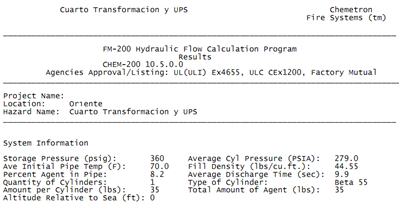 Cuarto Transformacion y UPS Chemetron
Fire Systems (tm)
FM-200 Hydraulic Flow Calculation Program
Results
CHEM-200 10.5.0.0
Agencies Approval/Listing: UL(ULI) Ex4655, ULC CEx1200, Factory Mutual
Project Name:
Location: Oriente
Hazard Name: Cuarto Transformacion y UPS
System Information
Storage Pressure (psig): 360 Average Cyl Pressure (PSIA): 279.0
Ave Initial Pipe Temp (F): 70.0 Fill Density (lbs/cu.ft.): 44.55
Percent Agent in Pipe: 8.2 Average Discharge Time (sec): 9.9
Quantity of Cylinders: 1 Type of Cylinder: Beta 55
Amount per Cylinder (lbs): 35 Total Amount of Agent (lbs): 35
Altitude Relative to Sea (ft): 0